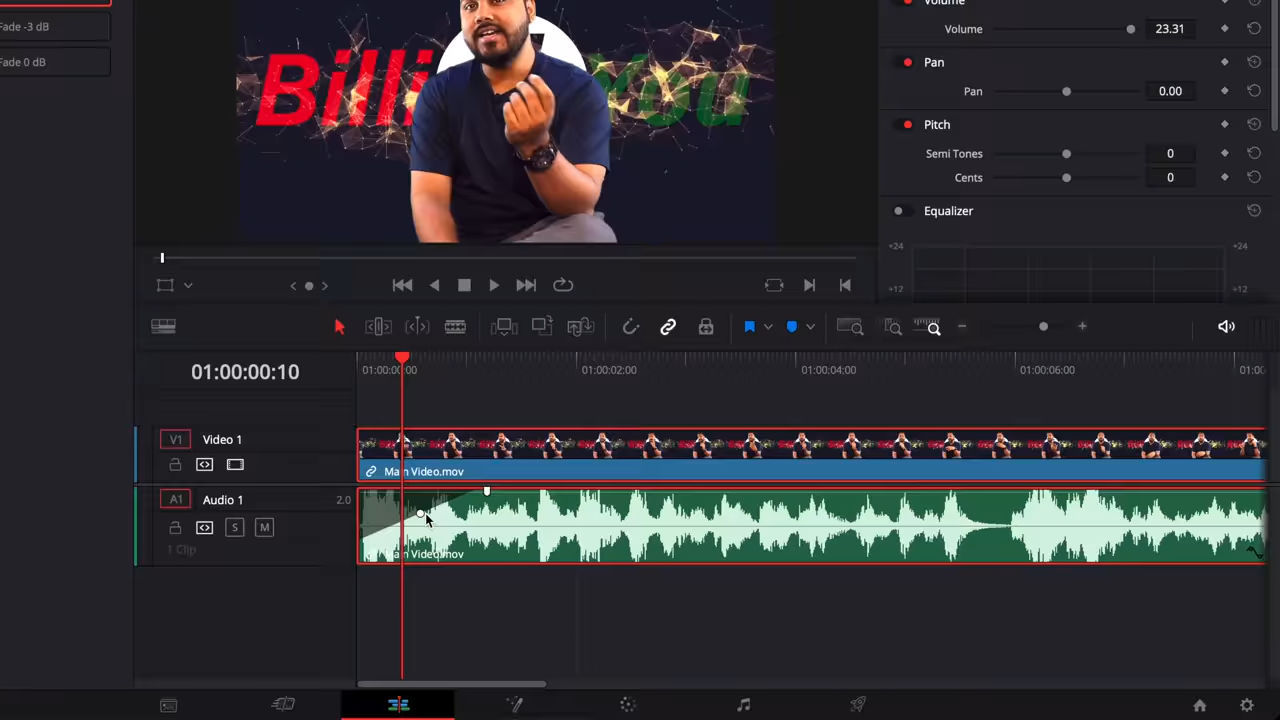 Fade -3 dB
Fade 0 dB
Billi
You
Volume
Volume 23.31
Pan
Pan 0.00
Pitch
Semi Tones 0
Cents 0
Equalizer
+24 +24
+12 +12
01:00:00:10
01:00:00:00 01:00:02:00 01:00:04:00 01:00:06:00 01:00
V1 Video 1
Main Video.mov
A1 Audio 1 2.0
S M
1 Clip
Main Video.mov